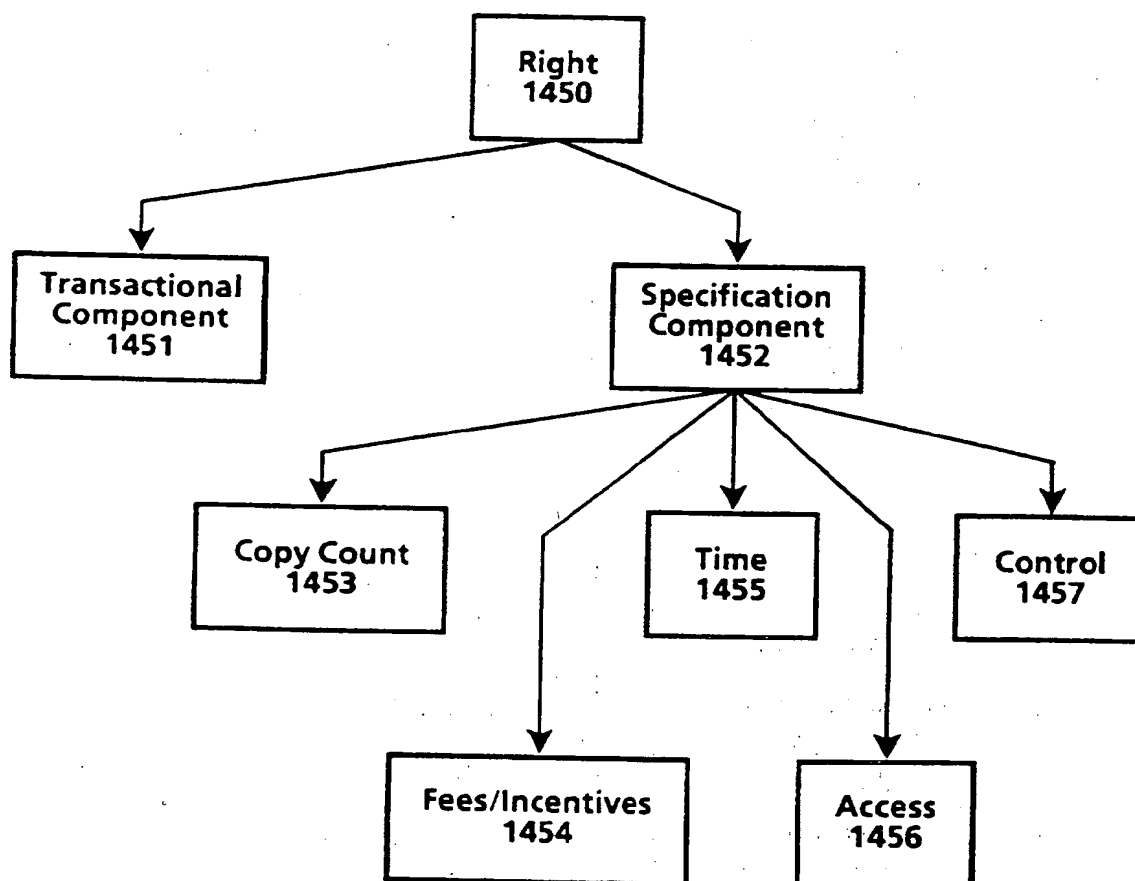 Right
1450
Transactional
Component
1451
Specification
Component
1452
Copy Count
1453
Time
1455
Control
1457
Fees/Incentives
1454
Access
1456